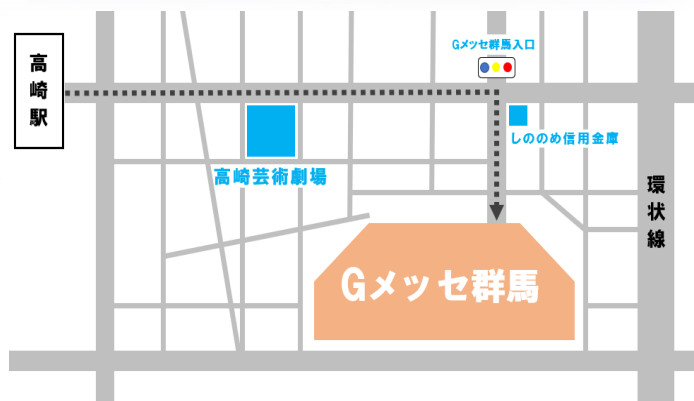 高崎駅
Gメッセ群馬入口
しののめ信用金庫
高崎芸術劇場
環状線
Gメッセ群馬